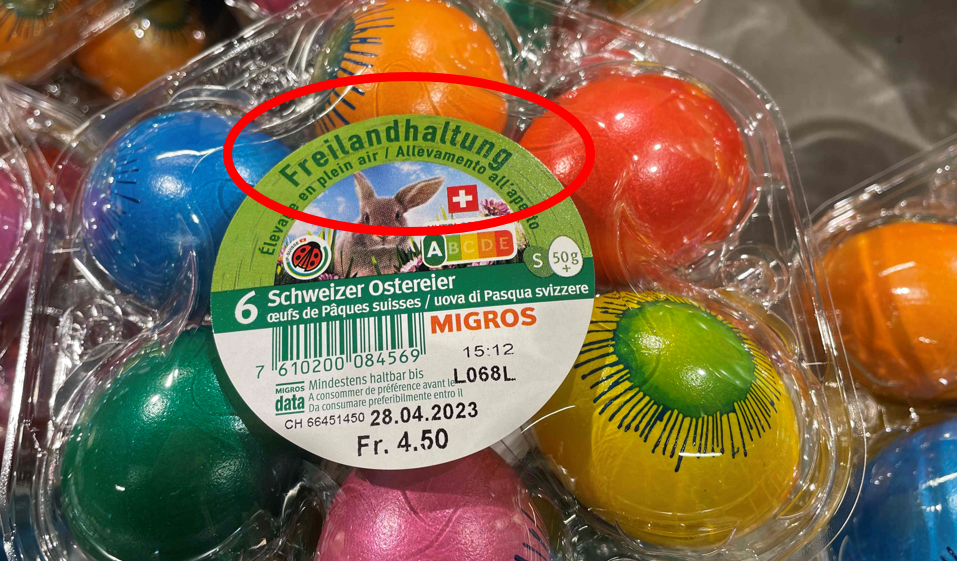 Freilandhaltung
Élevage en plein air / Allevamento all'aperto
A B C D E
S 50g +
6 Schweizer Ostereier
œufs de Pâques suisses / uova di Pasqua svizzere
MIGROS
7 610200 084569
15:12
L068L
MIGROS
data
Mindestens haltbar bis
A consommer de préférence avant le
Da consumare preferibilmente entro il
CH 66451450 28.04.2023
Fr. 4.50